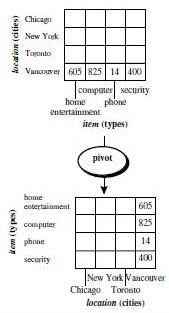 location (cities)
Chicago
New York
Toronto
Vancouver 605 825 14 400
computer security
home phone
entertainment
item (types)
pivot
item (types)
home
entertainment 605
computer 825
phone 14
security 400
New York Vancouver
Chicago Toronto
location (cities)